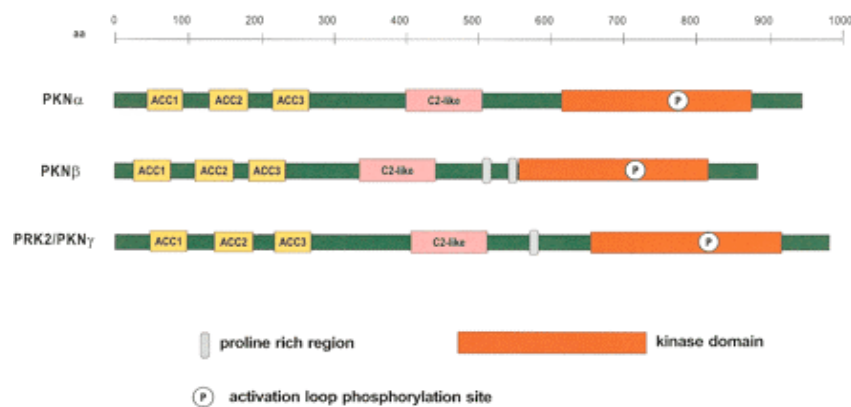 0 100 200 300 400 500 600 700 800 900 1000
aa
PKNα ACC1 ACC2 ACC3 C2-like P
PKNβ ACC1 ACC2 ACC3 C2-like P
PRK2/PKNγ ACC1 ACC2 ACC3 C2-like P
proline rich region kinase domain
P activation loop phosphorylation site